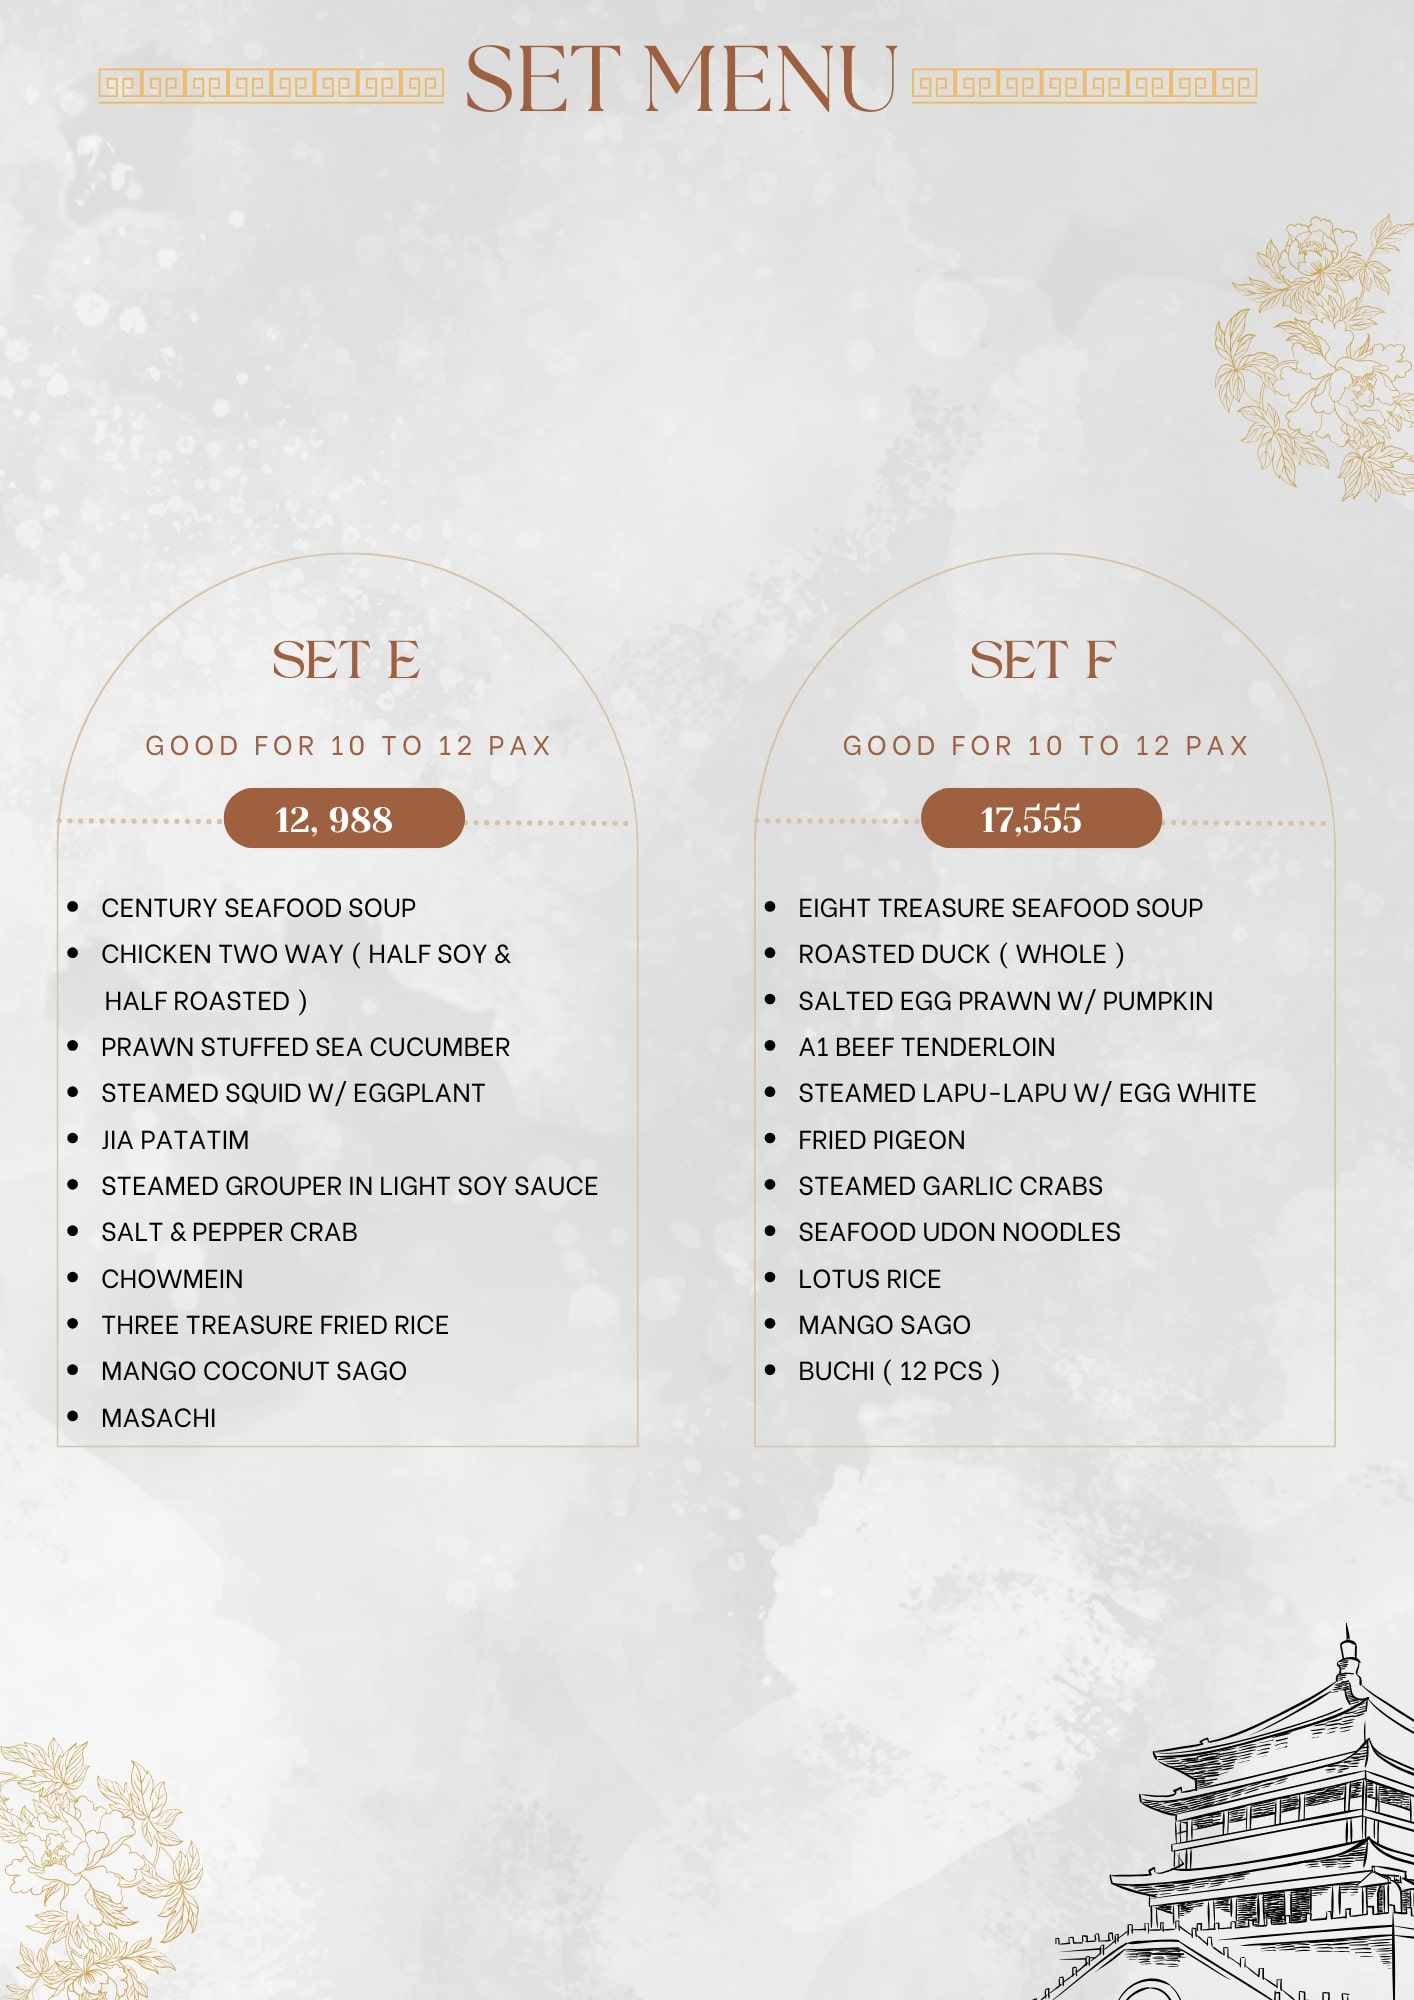 SET MENU
SET E
GOOD FOR 10 TO 12 PAX
12, 988
CENTURY SEAFOOD SOUP
CHICKEN TWO WAY ( HALF SOY &
HALF ROASTED )
PRAWN STUFFED SEA CUCUMBER
STEAMED SQUID W/ EGGPLANT
JIA PATATIM
STEAMED GROUPER IN LIGHT SOY SAUCE
SALT & PEPPER CRAB
CHOWMEIN
THREE TREASURE FRIED RICE
MANGO COCONUT SAGO
MASACHI
SET F
GOOD FOR 10 TO 12 PAX
17,555
EIGHT TREASURE SEAFOOD SOUP
ROASTED DUCK ( WHOLE )
SALTED EGG PRAWN W/ PUMPKIN
A1 BEEF TENDERLOIN
STEAMED LAPU-LAPU W/ EGG WHITE
FRIED PIGEON
STEAMED GARLIC CRABS
SEAFOOD UDON NOODLES
LOTUS RICE
MANGO SAGO
BUCHI ( 12 PCS )